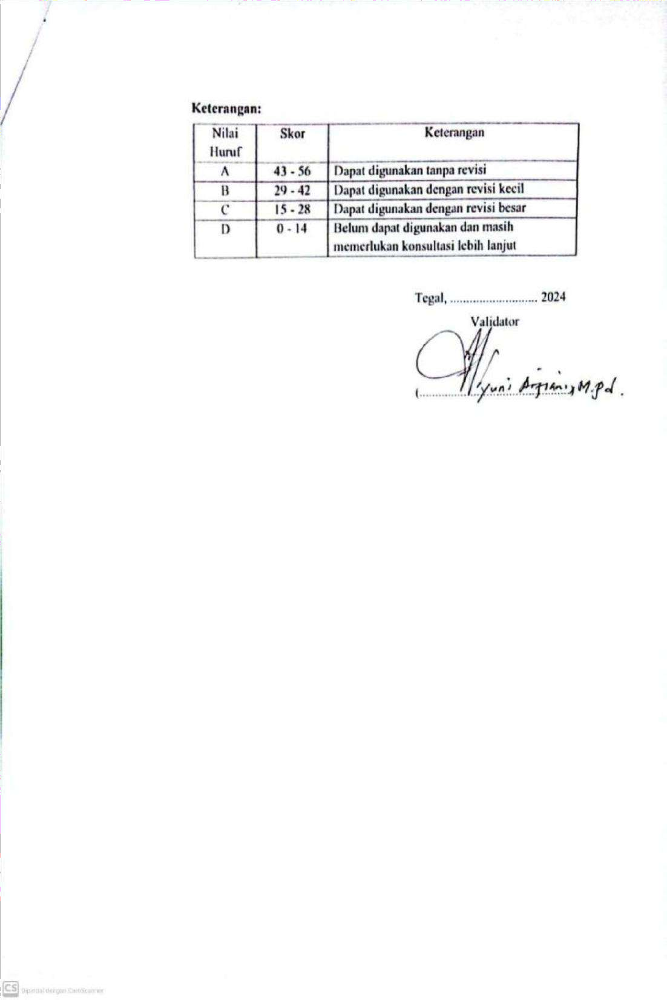 Keterangan:
Nilai Huruf Skor Keterangan
A 43 - 56 Dapat digunakan tanpa revisi
B 29 - 42 Dapat digunakan dengan revisi kecil
C 15 - 28 Dapat digunakan dengan revisi besar
D 0 - 14 Belum dapat digunakan dan masih
memerlukan konsultasi lebih lanjut
Tegal, ............................ 2024
Validator
(.................. Yuni Arfiani, M.Pd.
CS Dipindai dengan CamScanner